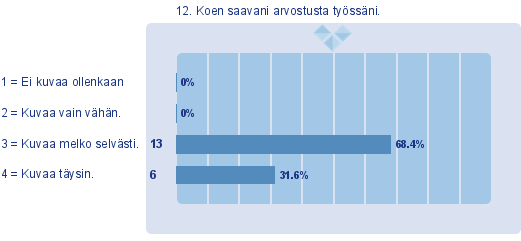 12. Koen saavani arvostusta työssäni.
1 = Ei kuvaa ollenkaan 0%
2 = Kuvaa vain vähän. 0%
3 = Kuvaa melko selvästi. 13 68.4%
4 = Kuvaa täysin. 6 31.6%